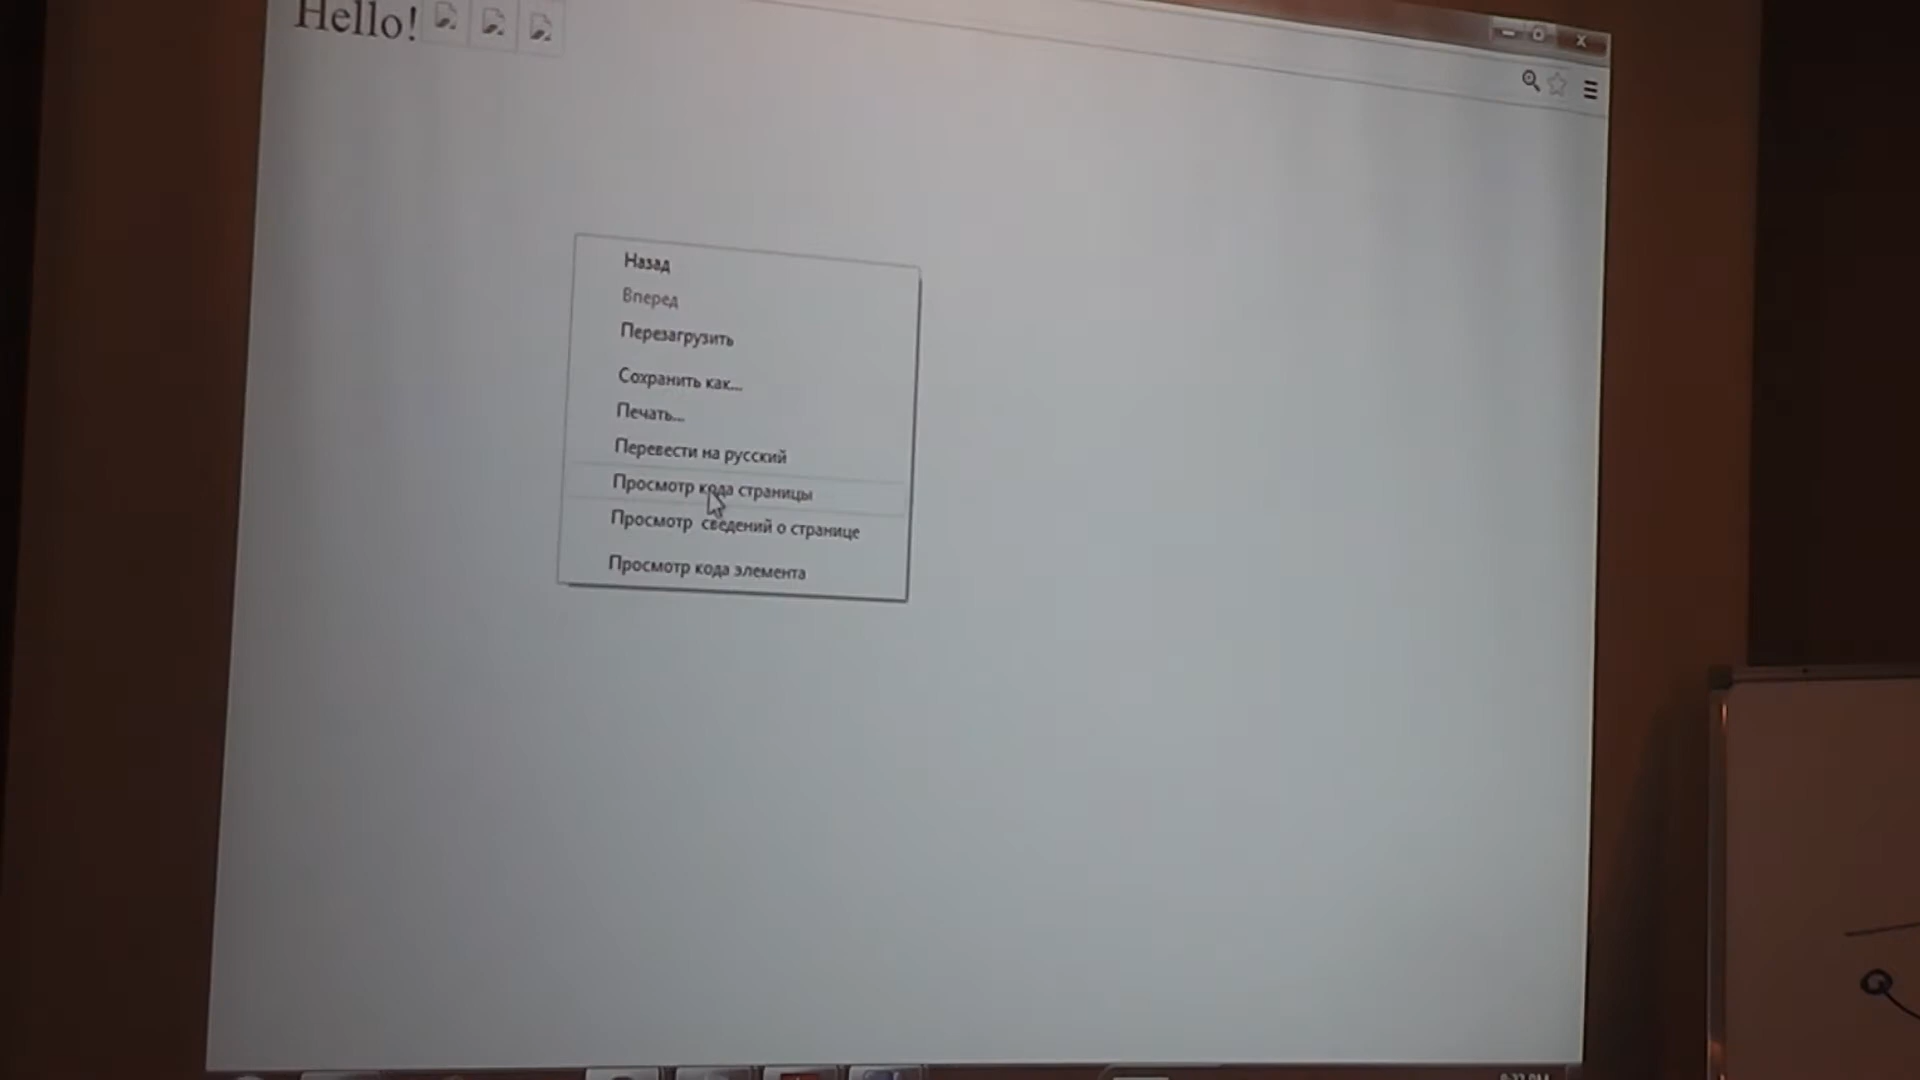 Hello!
Назад
Вперед
Перезагрузить
Сохранить как...
Печать...
Перевести на русский
Просмотр кода страницы
Просмотр сведений о странице
Просмотр кода элемента